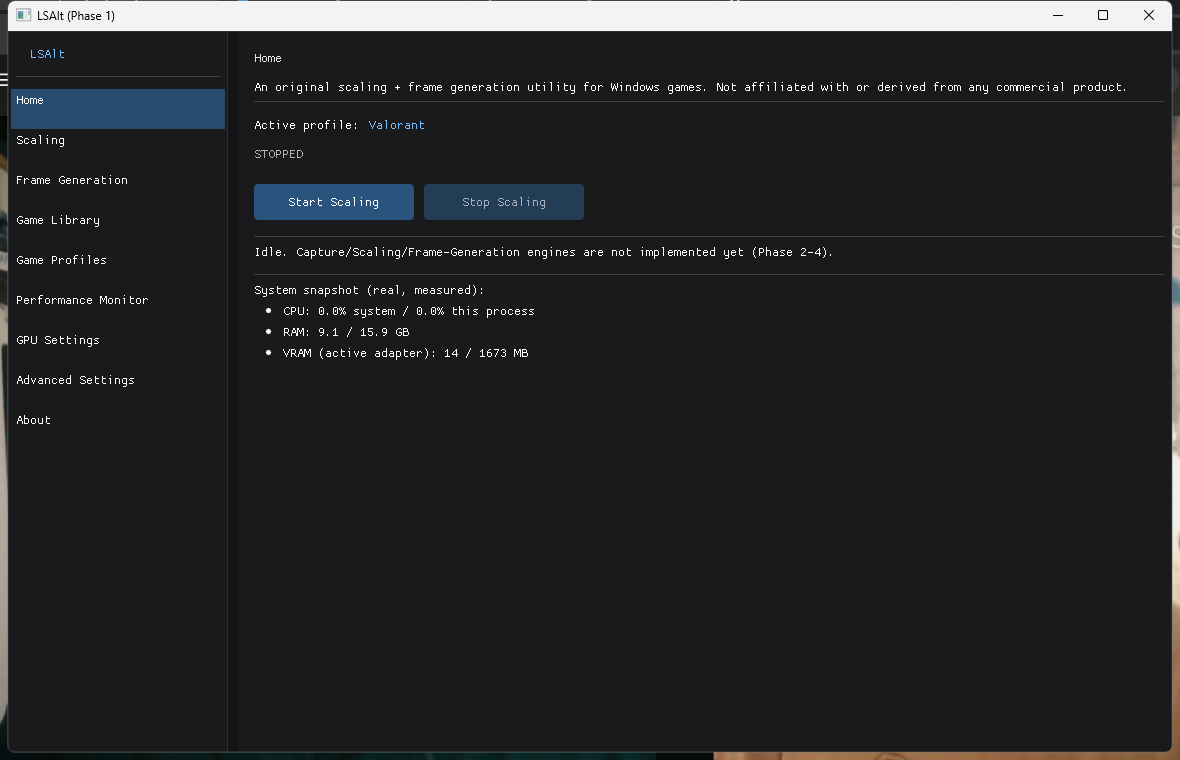 LSAlt (Phase 1)
LSAlt
Home
Scaling
Frame Generation
Game Library
Game Profiles
Performance Monitor
GPU Settings
Advanced Settings
About
Home
An original scaling + frame generation utility for Windows games. Not affiliated with or derived from any commercial product.
Active profile: Valorant
STOPPED
Start Scaling
Stop Scaling
Idle. Capture/Scaling/Frame-Generation engines are not implemented yet (Phase 2-4).
System snapshot (real, measured):
CPU: 0.0% system / 0.0% this process
RAM: 9.1 / 15.9 GB
VRAM (active adapter): 14 / 1673 MB